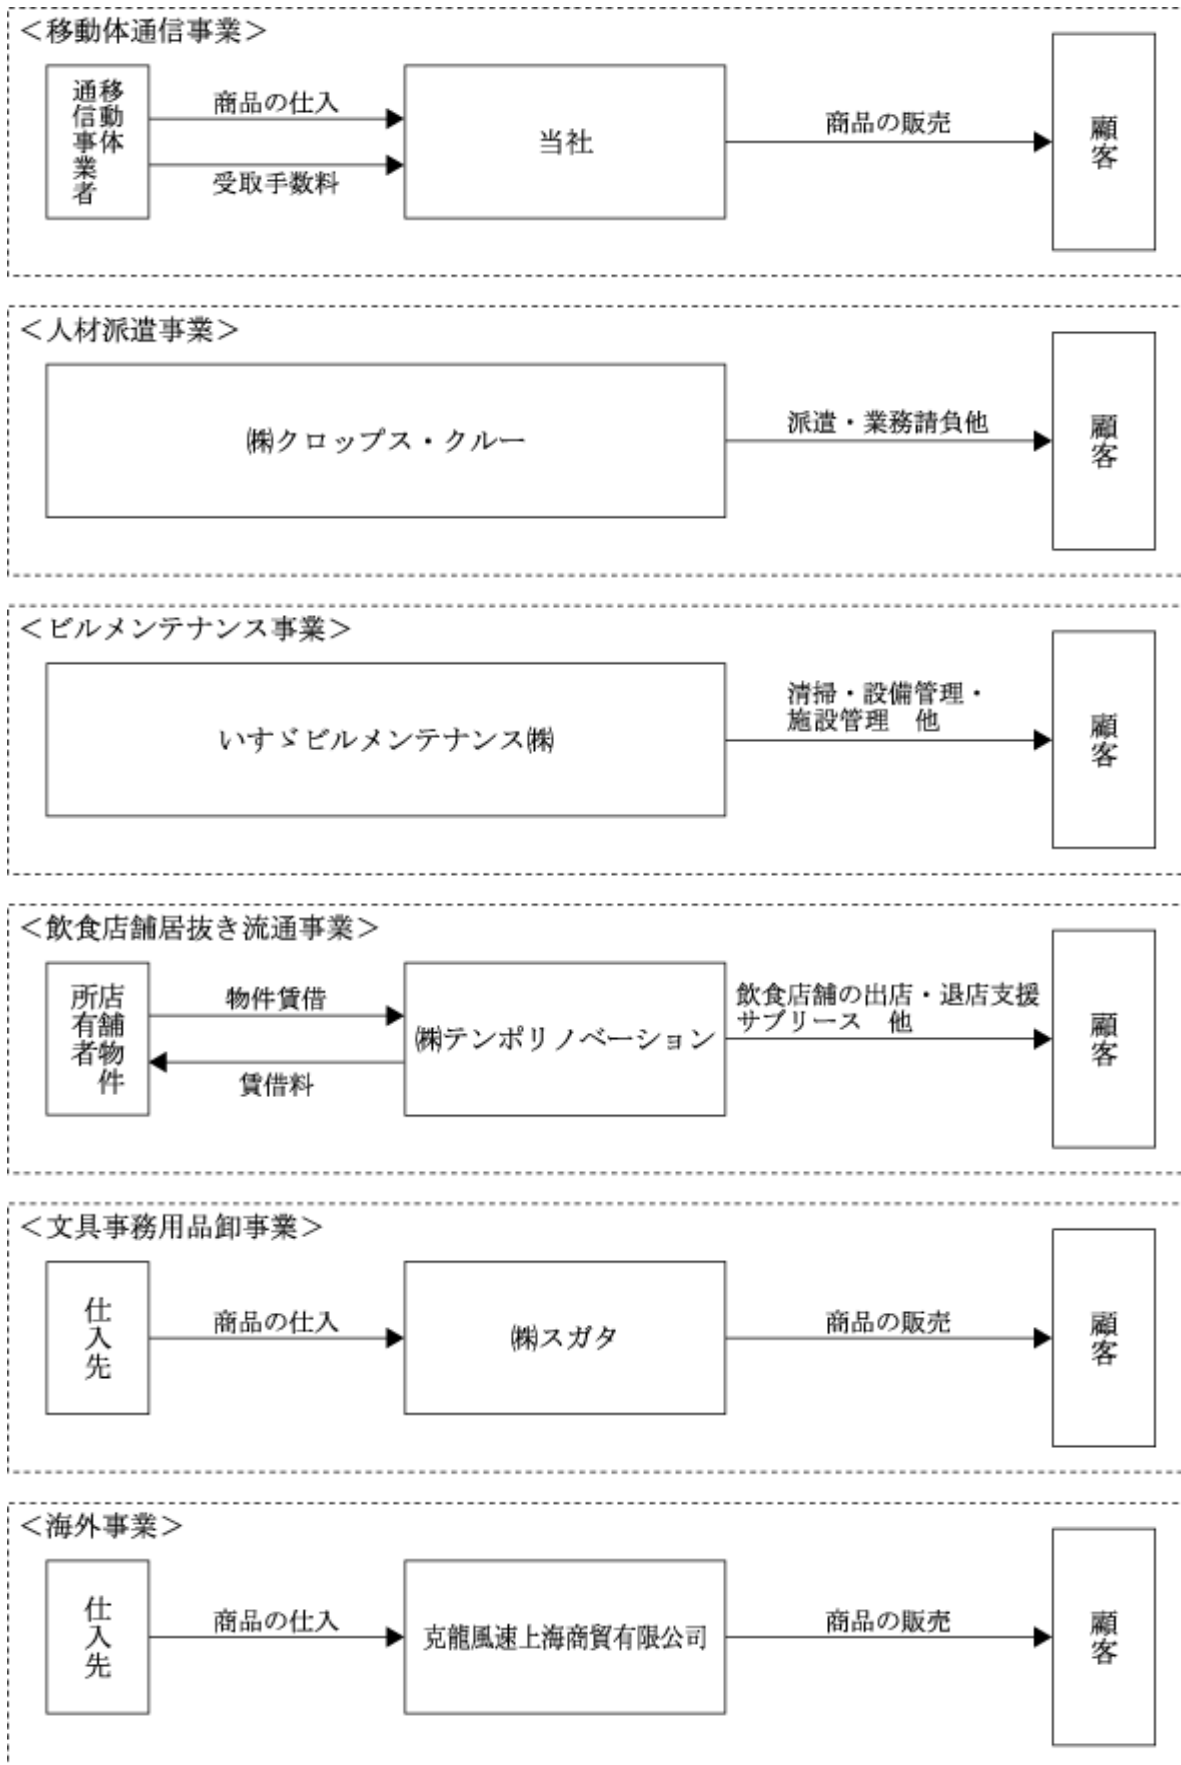 ＜移動体通信事業＞
移動体
通信事業者
商品の仕入
受取手数料
当社
商品の販売
顧客
＜人材派遣事業＞
㈱クロップス・クルー
派遣・業務請負他
顧客
＜ビルメンテナンス事業＞
いすゞビルメンテナンス㈱
清掃・設備管理・
施設管理　他
顧客
＜飲食店舗居抜き流通事業＞
店舗物件
所有者
物件賃借
賃借料
㈱テンポリノベーション
飲食店舗の出店・退店支援
サブリース　他
顧客
＜文具事務用品卸事業＞
仕入先
商品の仕入
㈱スガタ
商品の販売
顧客
＜海外事業＞
仕入先
商品の仕入
克龍風速上海商貿有限公司
商品の販売
顧客